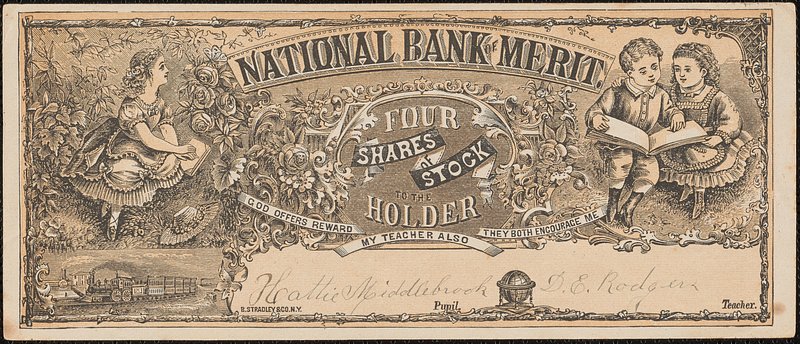 NATIONAL BANK OF MERIT.
FOUR
SHARES
of
STOCK
TO THE
HOLDER
GOD OFFERS REWARD
MY TEACHER ALSO
THEY BOTH ENCOURAGE ME
Hattie Middlebrook
D. E. Rodgers
Pupil.
Teacher.
B. STRADLEY & CO. N.Y.